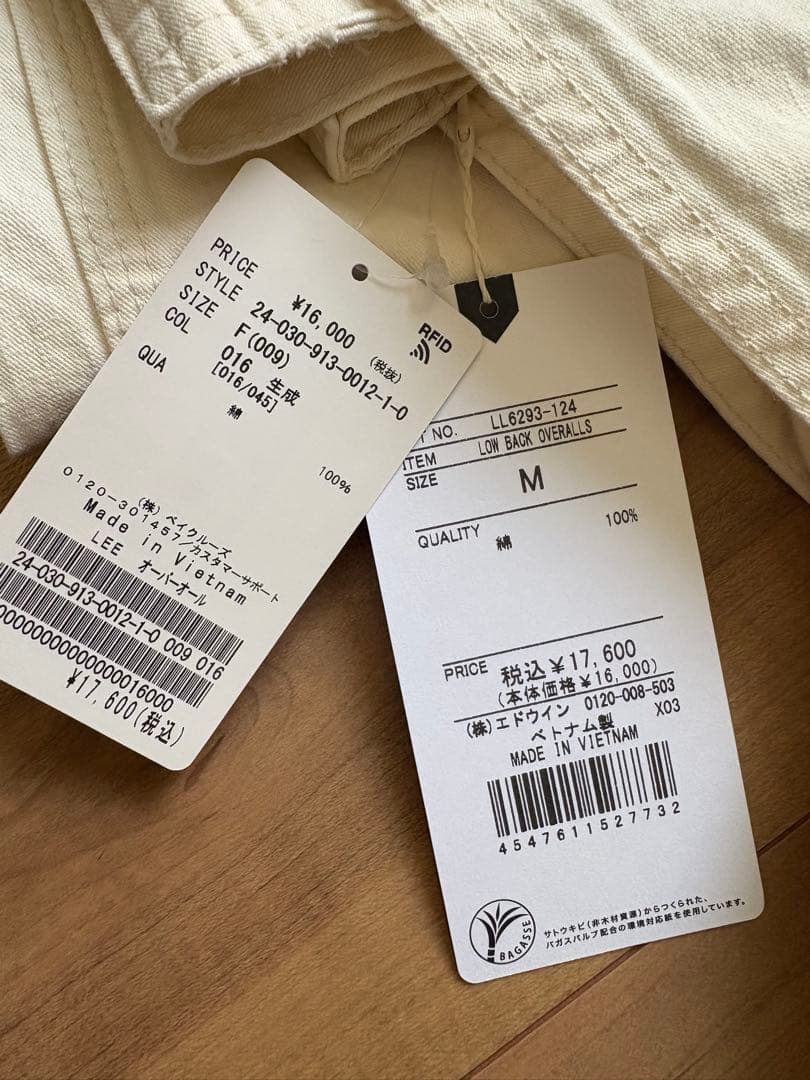 PRICE ¥16,000 (税抜)
STYLE 24-030-913-0012-1-0
SIZE F(009)
COL 016 生成
[016/045]
QUA 綿 100%
RFID
(株)ベイクルーズ
0120-301457/カスタマーサポート
Made in Vietnam
LEE オーバーオール
24-030-913-0012-1-0 009 016
16000
¥17,600(税込)
T NO. LL6293-124
ITEM LOW BACK OVERALLS
SIZE M
QUALITY 綿 100%
PRICE 税込¥17,600
(本体価格¥16,000)
(株)エドウイン 0120-008-503
ベトナム製 X03
MADE IN VIETNAM
4547611527732
BAGASSE
サトウキビ(非木材資源)からつくられた、
バガスパルプ配合の環境対応紙を使用しています。